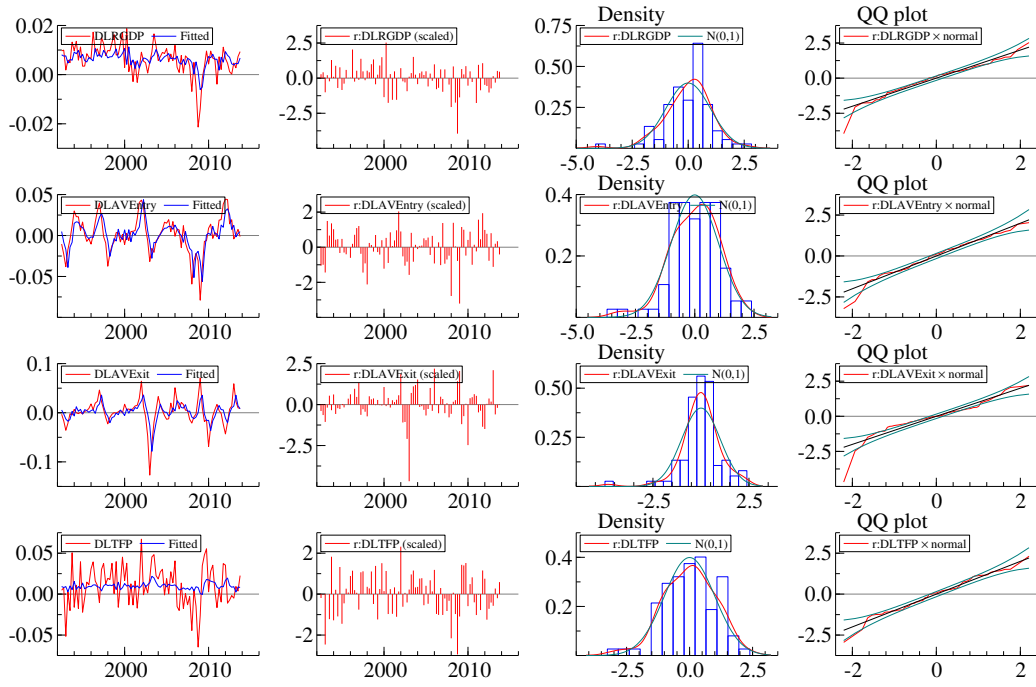 Density
QQ plot
0.02
DLRGDP Fitted
r:DLRGDP (scaled)
r:DLRGDP N(0,1)
r:DLRGDP × normal
2.5
0.75
2.5
0.00
0.0
0.50
0.0
-0.02
-2.5
0.25
-2.5
2000 2010
2000 2010
-5.0 -2.5 0.0 2.5
-2 0 2
Density
QQ plot
0.05
DLAVEntry Fitted
r:DLAVEntry (scaled)
0.4
r:DLAVEntry N(0,1)
r:DLAVEntry × normal
2
2.5
0.00
0
0.2
0.0
-0.05
-2
-2.5
2000 2010
2000 2010
-5.0 -2.5 0.0 2.5
-2 0 2
Density
QQ plot
0.1
DLAVExit Fitted
2.5
r:DLAVExit (scaled)
r:DLAVExit N(0,1)
r:DLAVExit × normal
2.5
0.0
0.0
0.50
0.0
-2.5
0.25
-2.5
-0.1
2000 2010
2000 2010
-2.5 0.0 2.5
-2 0 2
Density
QQ plot
DLTFP Fitted
r:DLTFP (scaled)
r:DLTFP N(0,1)
r:DLTFP × normal
0.05
2
0.4
2.5
0.00
0
0.2
0.0
-0.05
-2
-2.5
2000 2010
2000 2010
-2.5 0.0 2.5
-2 0 2